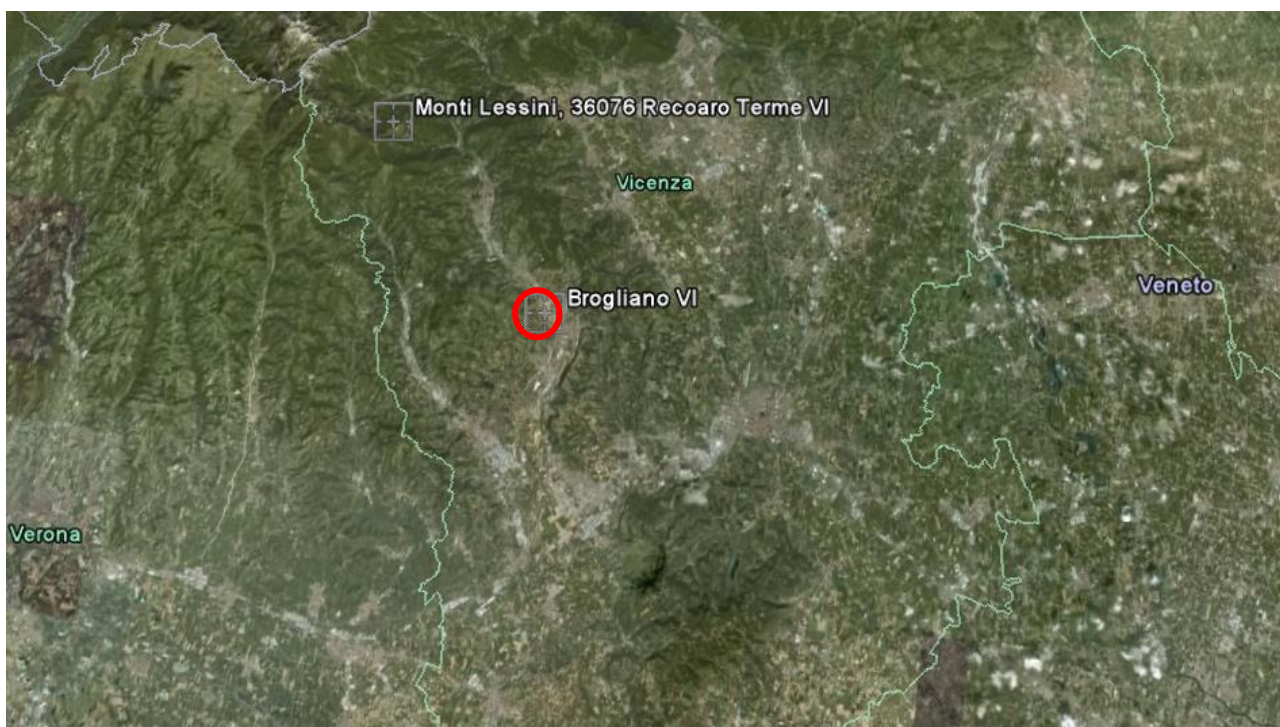 Monti Lessini, 36076 Recoaro Terme VI
Vicenza
Veneto
Brogliano VI
Verona